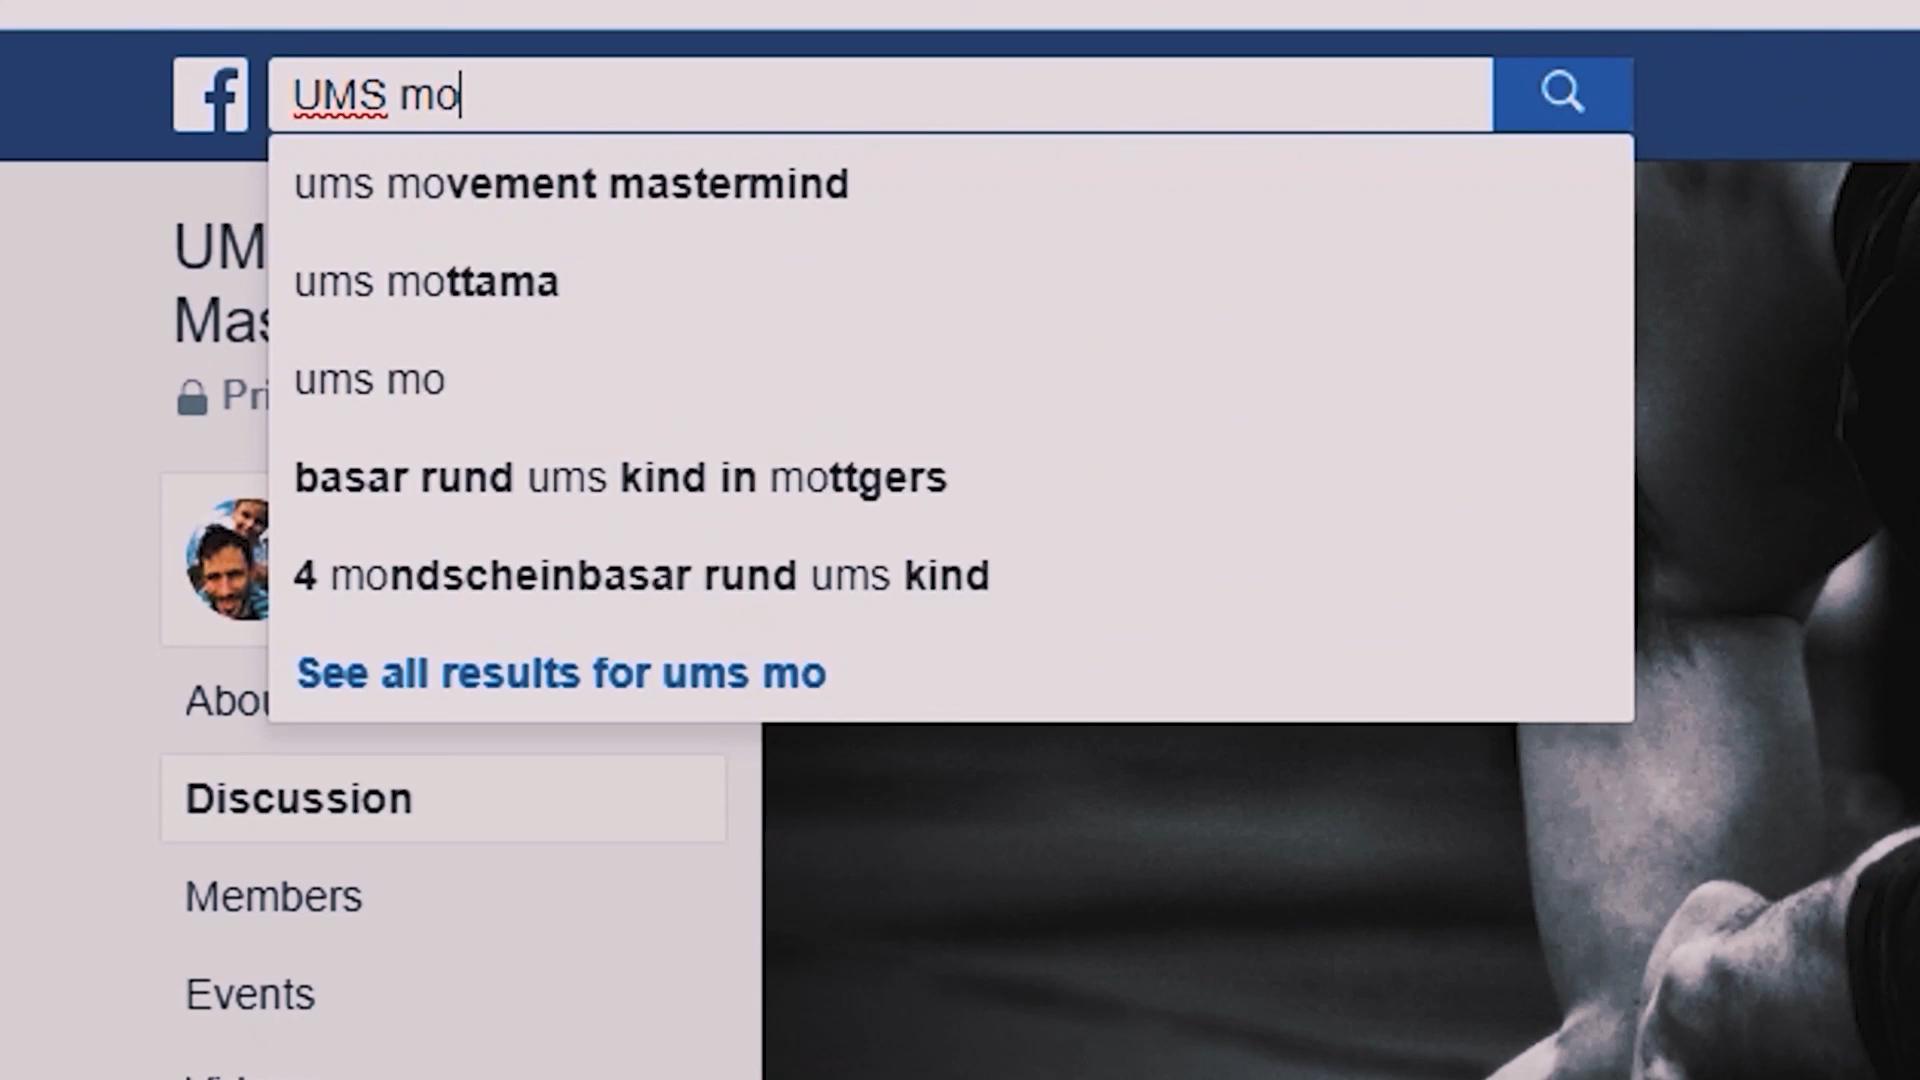 UMS mo
ums movement mastermind
UM
ums mottama
Mas
ums mo
Pri
basar rund ums kind in mottgers
4 mondscheinbasar rund ums kind
See all results for ums mo
Abou
Discussion
Members
Events